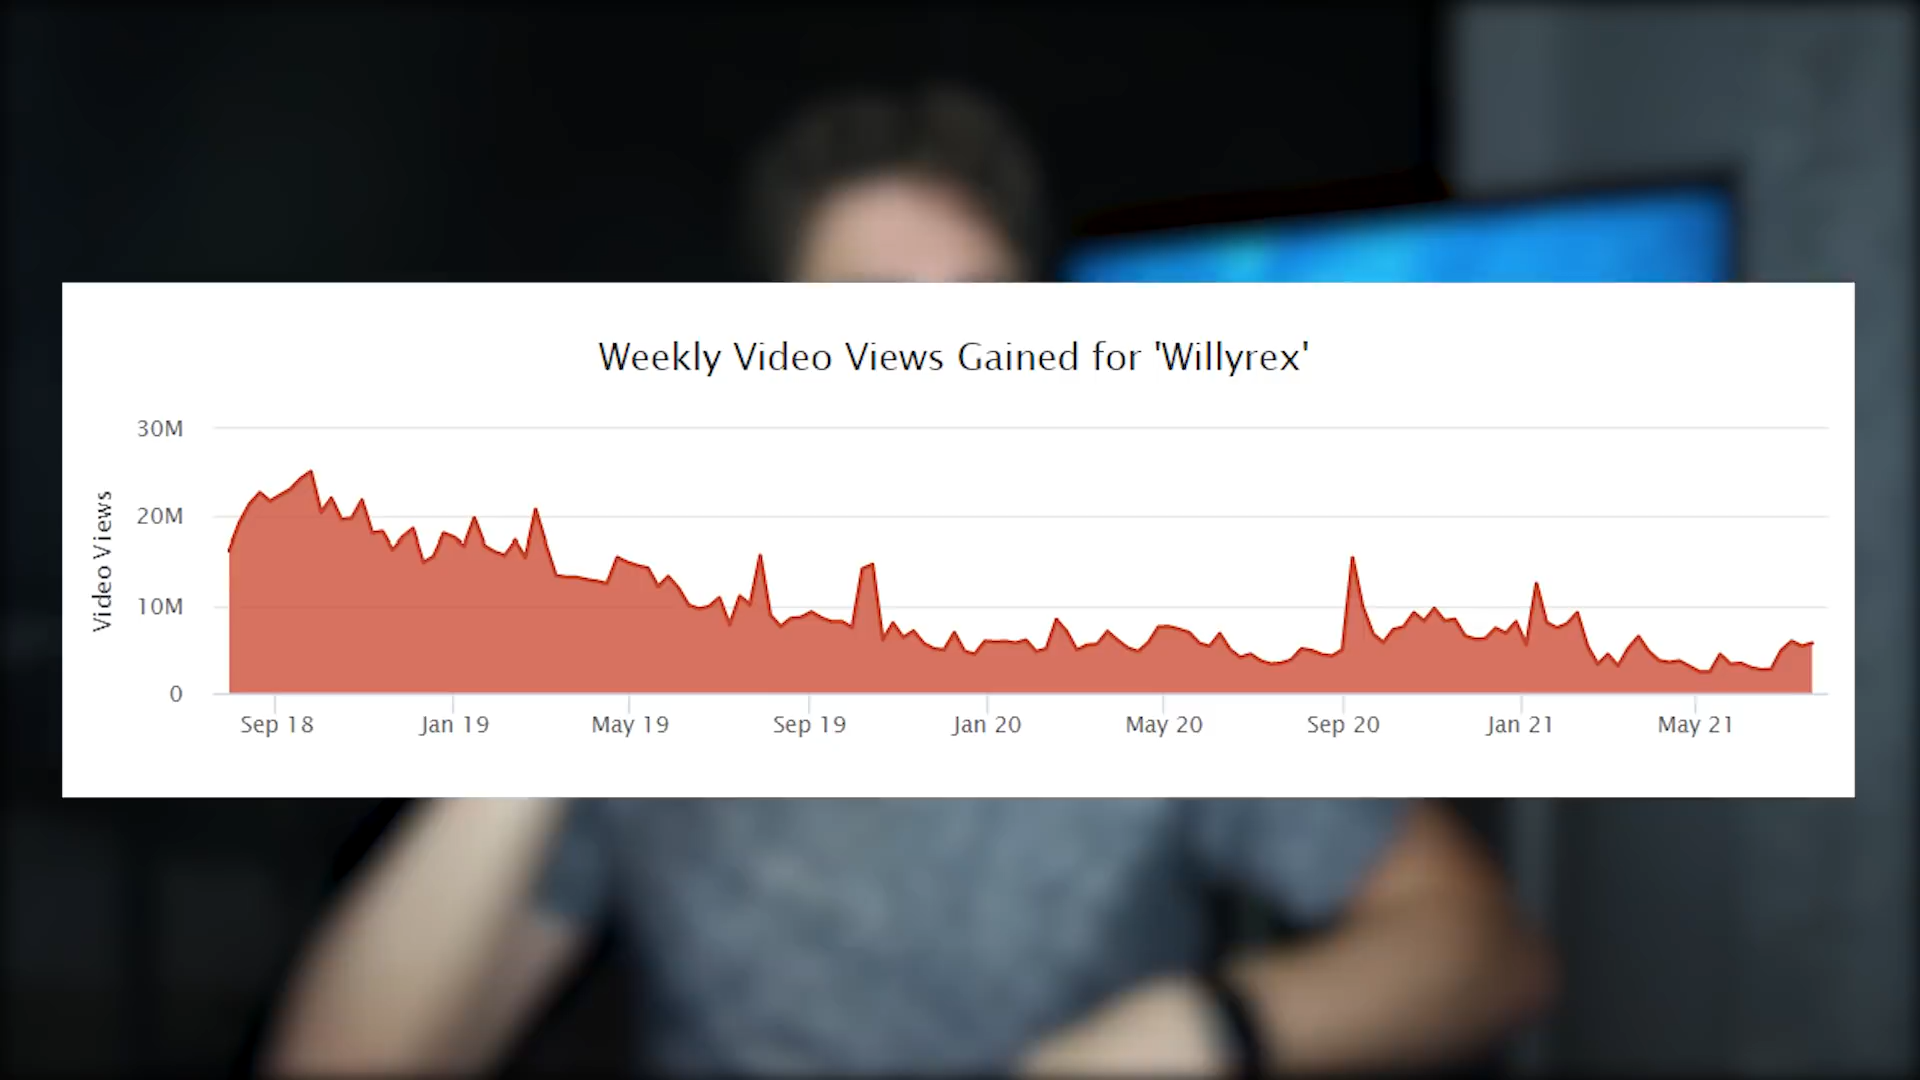 Weekly Video Views Gained for 'Willyrex'
Video Views
30M
20M
10M
0
Sep 18 Jan 19 May 19 Sep 19 Jan 20 May 20 Sep 20 Jan 21 May 21